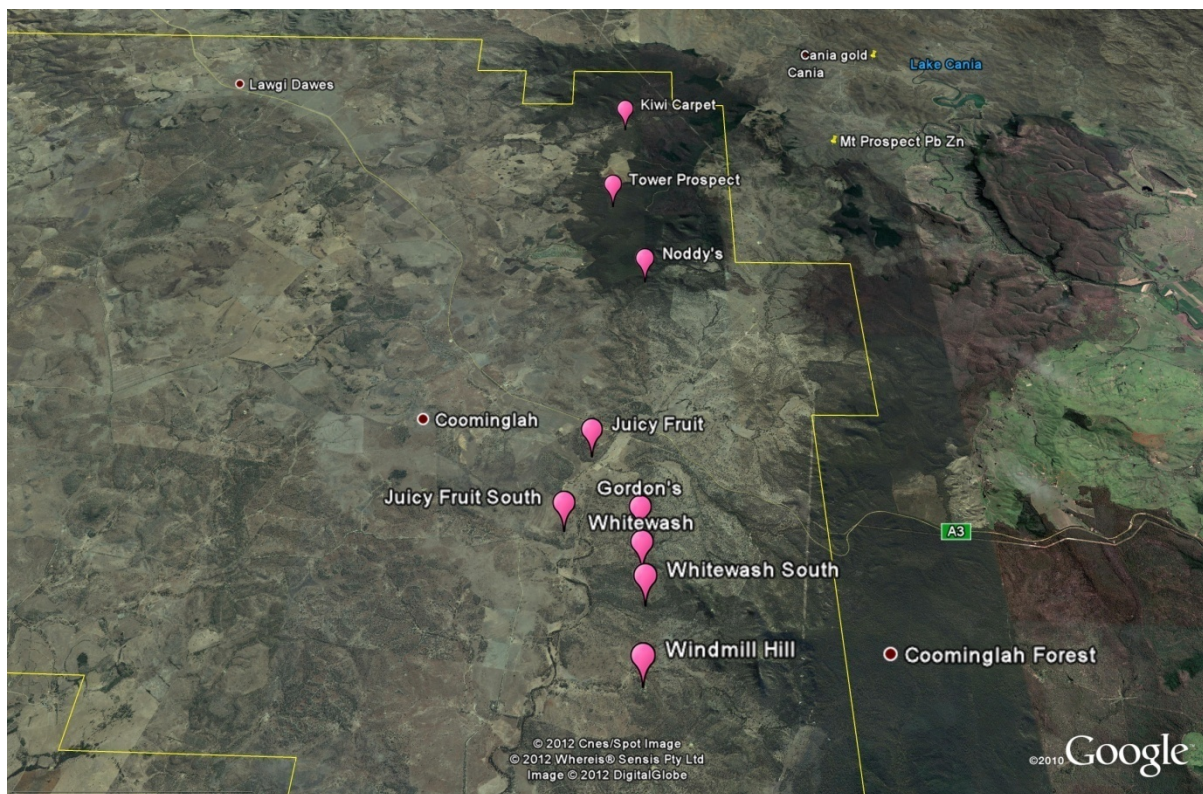 Cania gold
Lake Cania
Cania
Lawgi Dawes
Kiwi Carpet
Mt Prospect Pb Zn
Tower Prospect
Noddy's
Coominglah
Juicy Fruit
Gordon's
Juicy Fruit South
Whitewash
A3
Whitewash South
Windmill Hill
Coominglah Forest
© 2012 Cnes/Spot Image
© 2012 Whereis® Sensis Pty Ltd
Image © 2012 DigitalGlobe
©2010 Google